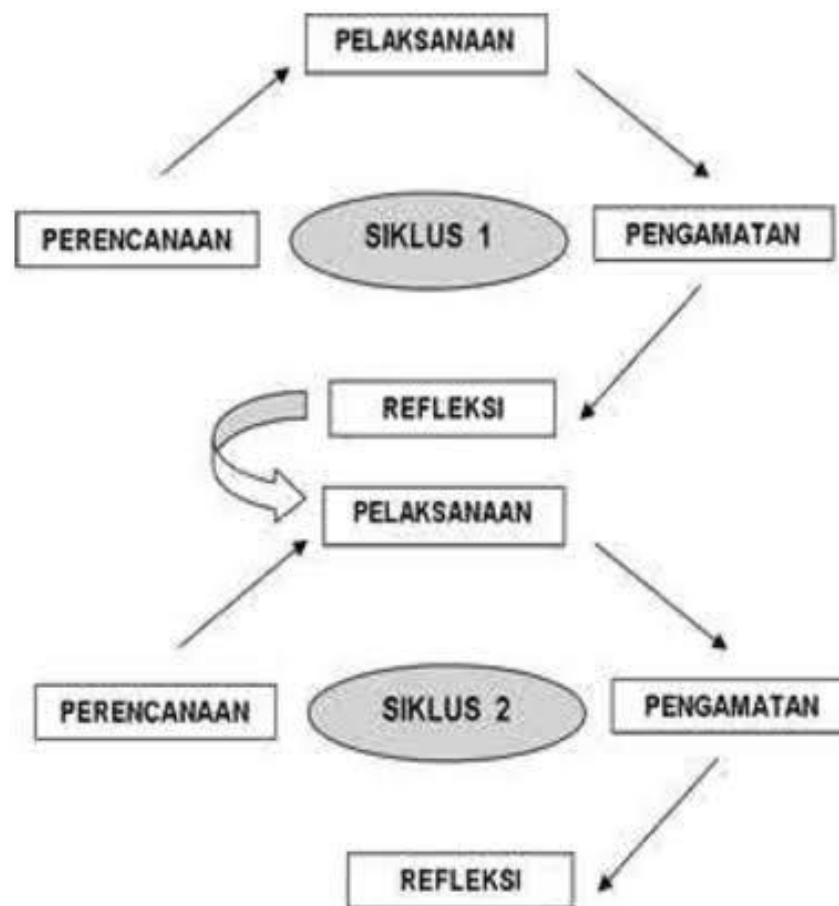 PELAKSANAAN
PERENCANAAN
SIKLUS 1
PENGAMATAN
REFLEKSI
PELAKSANAAN
PERENCANAAN
SIKLUS 2
PENGAMATAN
REFLEKSI